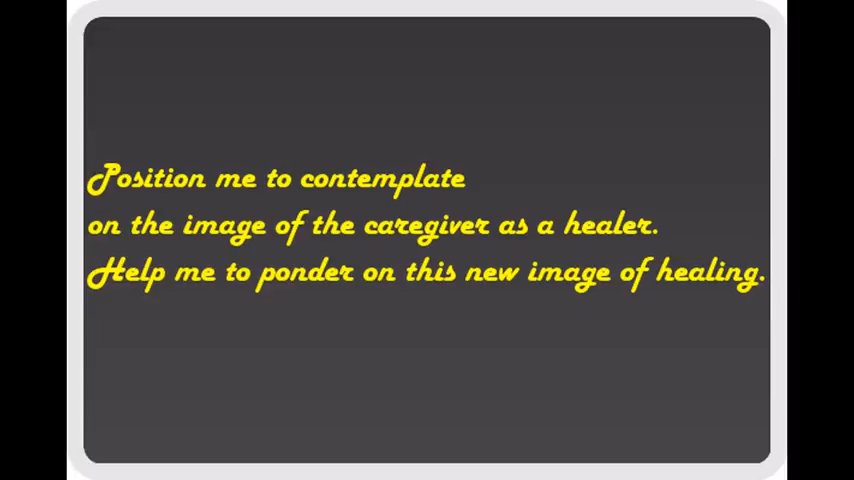 Position me to contemplate
on the image of the caregiver as a healer.
Help me to ponder on this new image of healing.